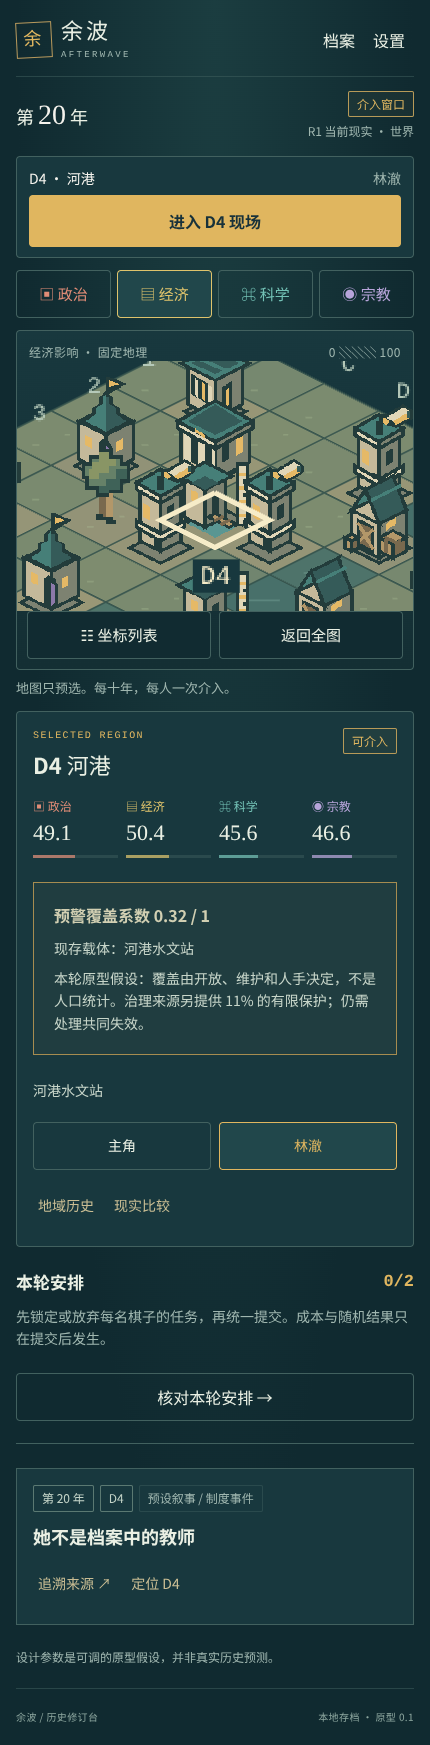 余 余波
AFTERWAVE
档案 设置
第 20 年
介入窗口
R1 当前现实 · 世界
D4 · 河港 林澈
进入 D4 现场
政治 经济 科学 宗教
经济影响 · 固定地理 0 100
2
3
D
D4
坐标列表 返回全图
地图只预选。每十年，每人一次介入。
SELECTED REGION
可介入
D4 河港
政治 经济 科学 宗教
49.1 50.4 45.6 46.6
预警覆盖系数 0.32 / 1
现存载体：河港水文站
本轮原型假设：覆盖由开放、维护和人手决定，不是
人口统计。治理来源另提供 11% 的有限保护；仍需
处理共同失效。
河港水文站
主角 林澈
地域历史 现实比较
本轮安排 0/2
先锁定或放弃每名棋子的任务，再统一提交。成本与随机结果只
在提交后发生。
核对本轮安排 →
第 20 年 D4 预设叙事 / 制度事件
她不是档案中的教师
追溯来源 ↗ 定位 D4
设计参数是可调的原型假设，并非真实历史预测。
余波 / 历史修订台 本地存档 · 原型 0.1